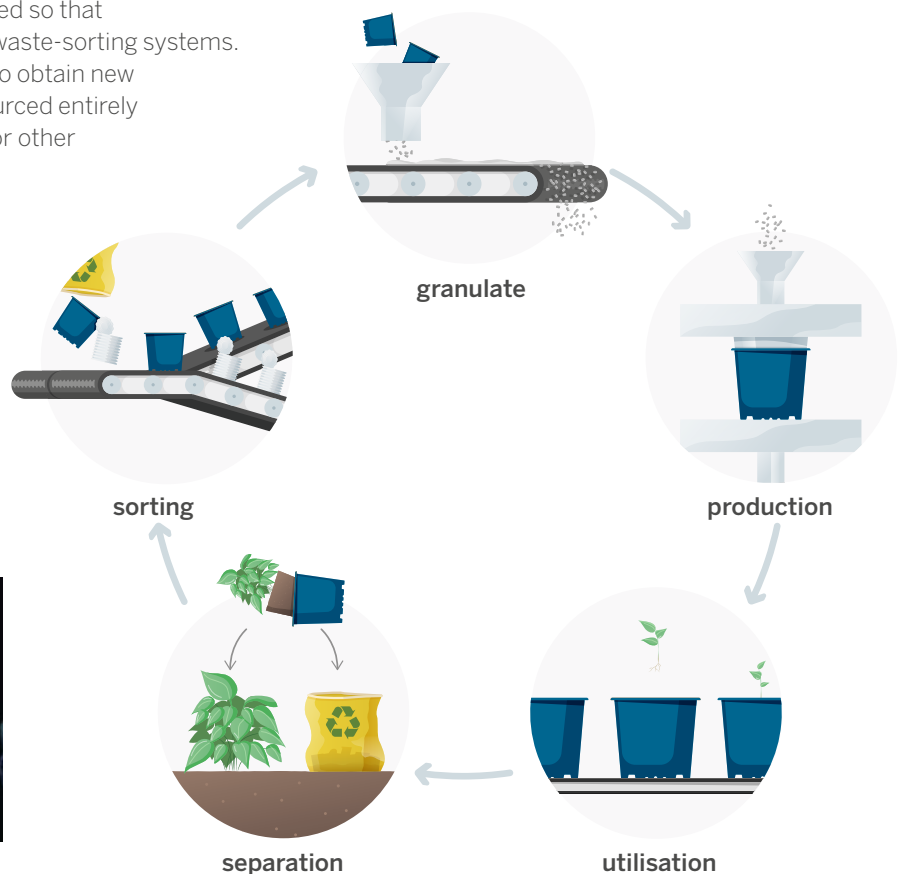 ed so that
waste-sorting systems.
o obtain new
urced entirely
or other
granulate
sorting
production
separation
utilisation